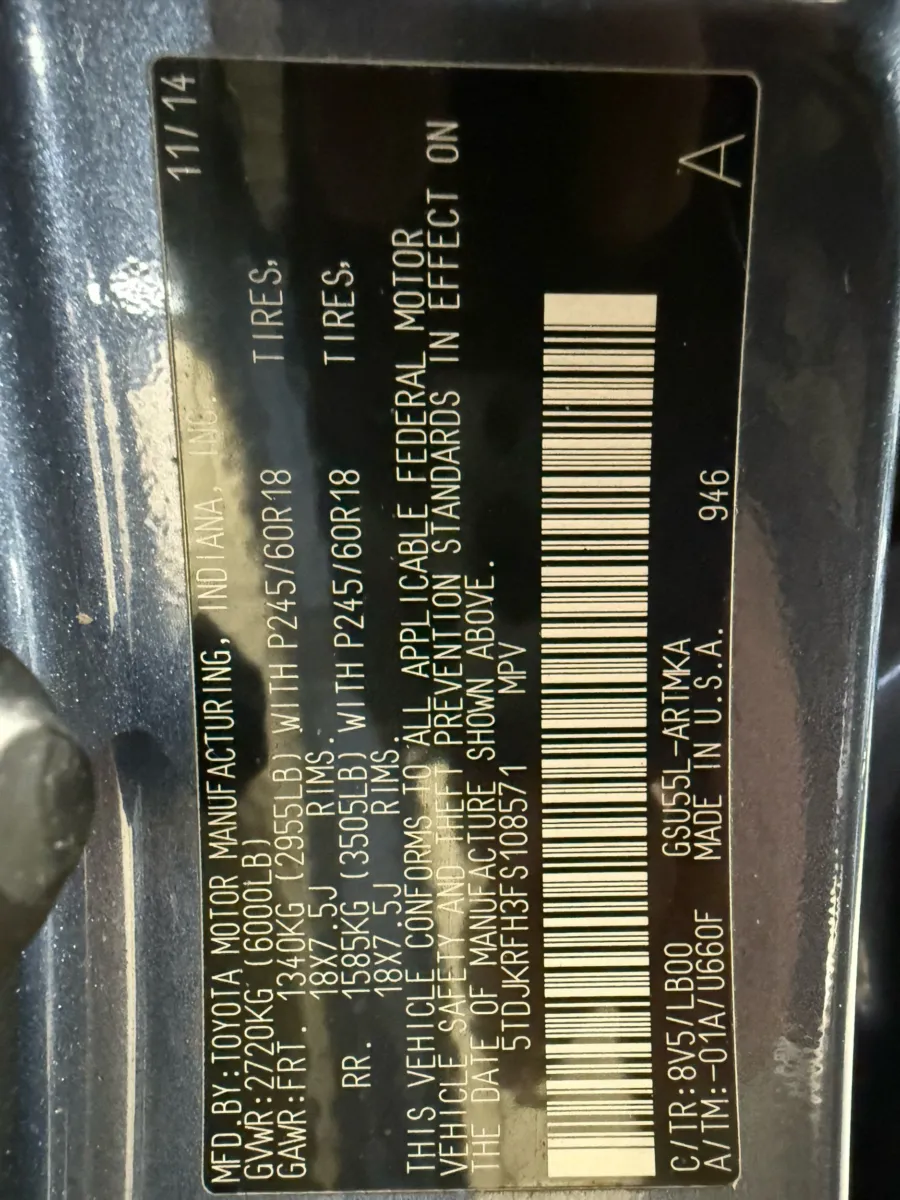 MFD.BY:TOYOTA MOTOR MANUFACTURING, INDIANA, INC. 11/14
GVWR:2720KG (6000LB)
GAWR:FRT. 1340KG (2955LB) WITH P245/60R18 TIRES,
18X7.5J RIMS.
RR. 1585KG (3505LB) WITH P245/60R18 TIRES,
18X7.5J RIMS.
THIS VEHICLE CONFORMS TO ALL APPLICABLE FEDERAL MOTOR
VEHICLE SAFETY AND THEFT PREVENTION STANDARDS IN EFFECT ON
THE DATE OF MANUFACTURE SHOWN ABOVE.
5TDJKRFH3FS108571 MPV
C/TR:8V5/LB00 GSU55L-ARTMKA
A/TM:-01A/U660F MADE IN U.S.A. 946 A